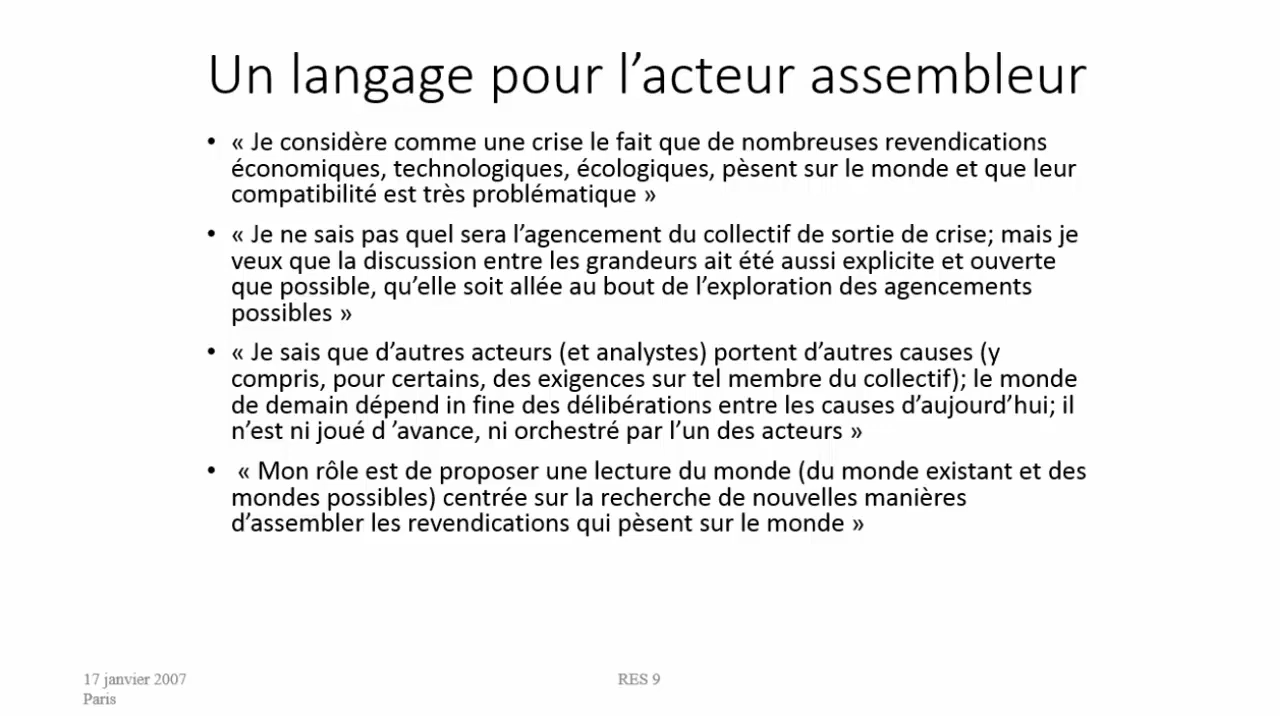 Un langage pour l’acteur assembleur
• « Je considère comme une crise le fait que de nombreuses revendications
économiques, technologiques, écologiques, pèsent sur le monde et que leur
compatibilité est très problématique »
• « Je ne sais pas quel sera l’agencement du collectif de sortie de crise; mais je
veux que la discussion entre les grandeurs ait été aussi explicite et ouverte
que possible, qu’elle soit allée au bout de l’exploration des agencements
possibles »
• « Je sais que d’autres acteurs (et analystes) portent d’autres causes (y
compris, pour certains, des exigences sur tel membre du collectif); le monde
de demain dépend in fine des délibérations entre les causes d’aujourd’hui; il
n’est ni joué d ’avance, ni orchestré par l’un des acteurs »
• « Mon rôle est de proposer une lecture du monde (du monde existant et des
mondes possibles) centrée sur la recherche de nouvelles manières
d’assembler les revendications qui pèsent sur le monde »
17 janvier 2007
Paris
RES 9